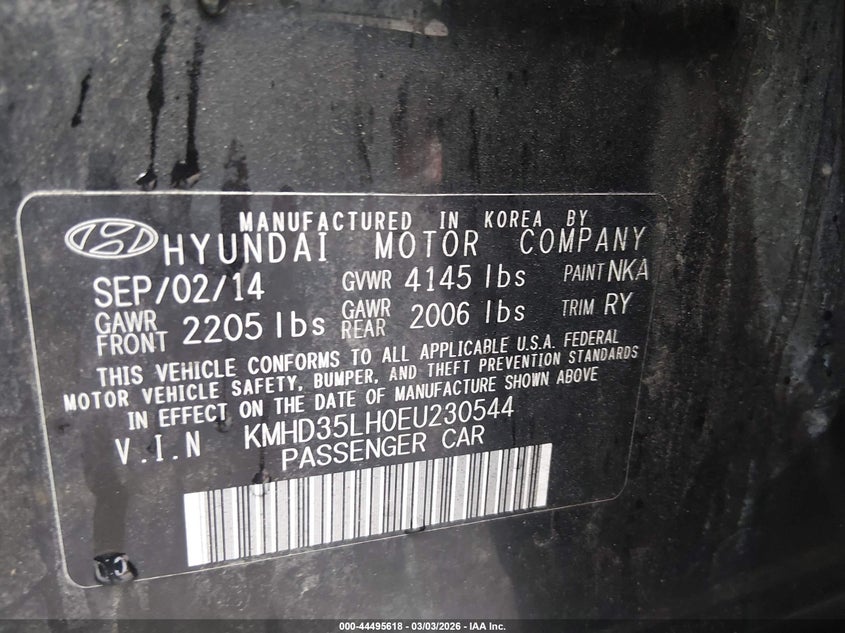 MANUFACTURED IN KOREA BY
HYUNDAI MOTOR COMPANY
SEP/02/14 GVWR 4145 lbs PAINT NKA
GAWR FRONT 2205 lbs GAWR REAR 2006 lbs TRIM RY
THIS VEHICLE CONFORMS TO ALL APPLICABLE U.S.A. FEDERAL
MOTOR VEHICLE SAFETY, BUMPER, AND THEFT PREVENTION STANDARDS
IN EFFECT ON THE DATE OF MANUFACTURE SHOWN ABOVE
V.I.N KMHD35LH0EU230544
PASSENGER CAR
000-44495618 - 03/03/2026 - IAA Inc.